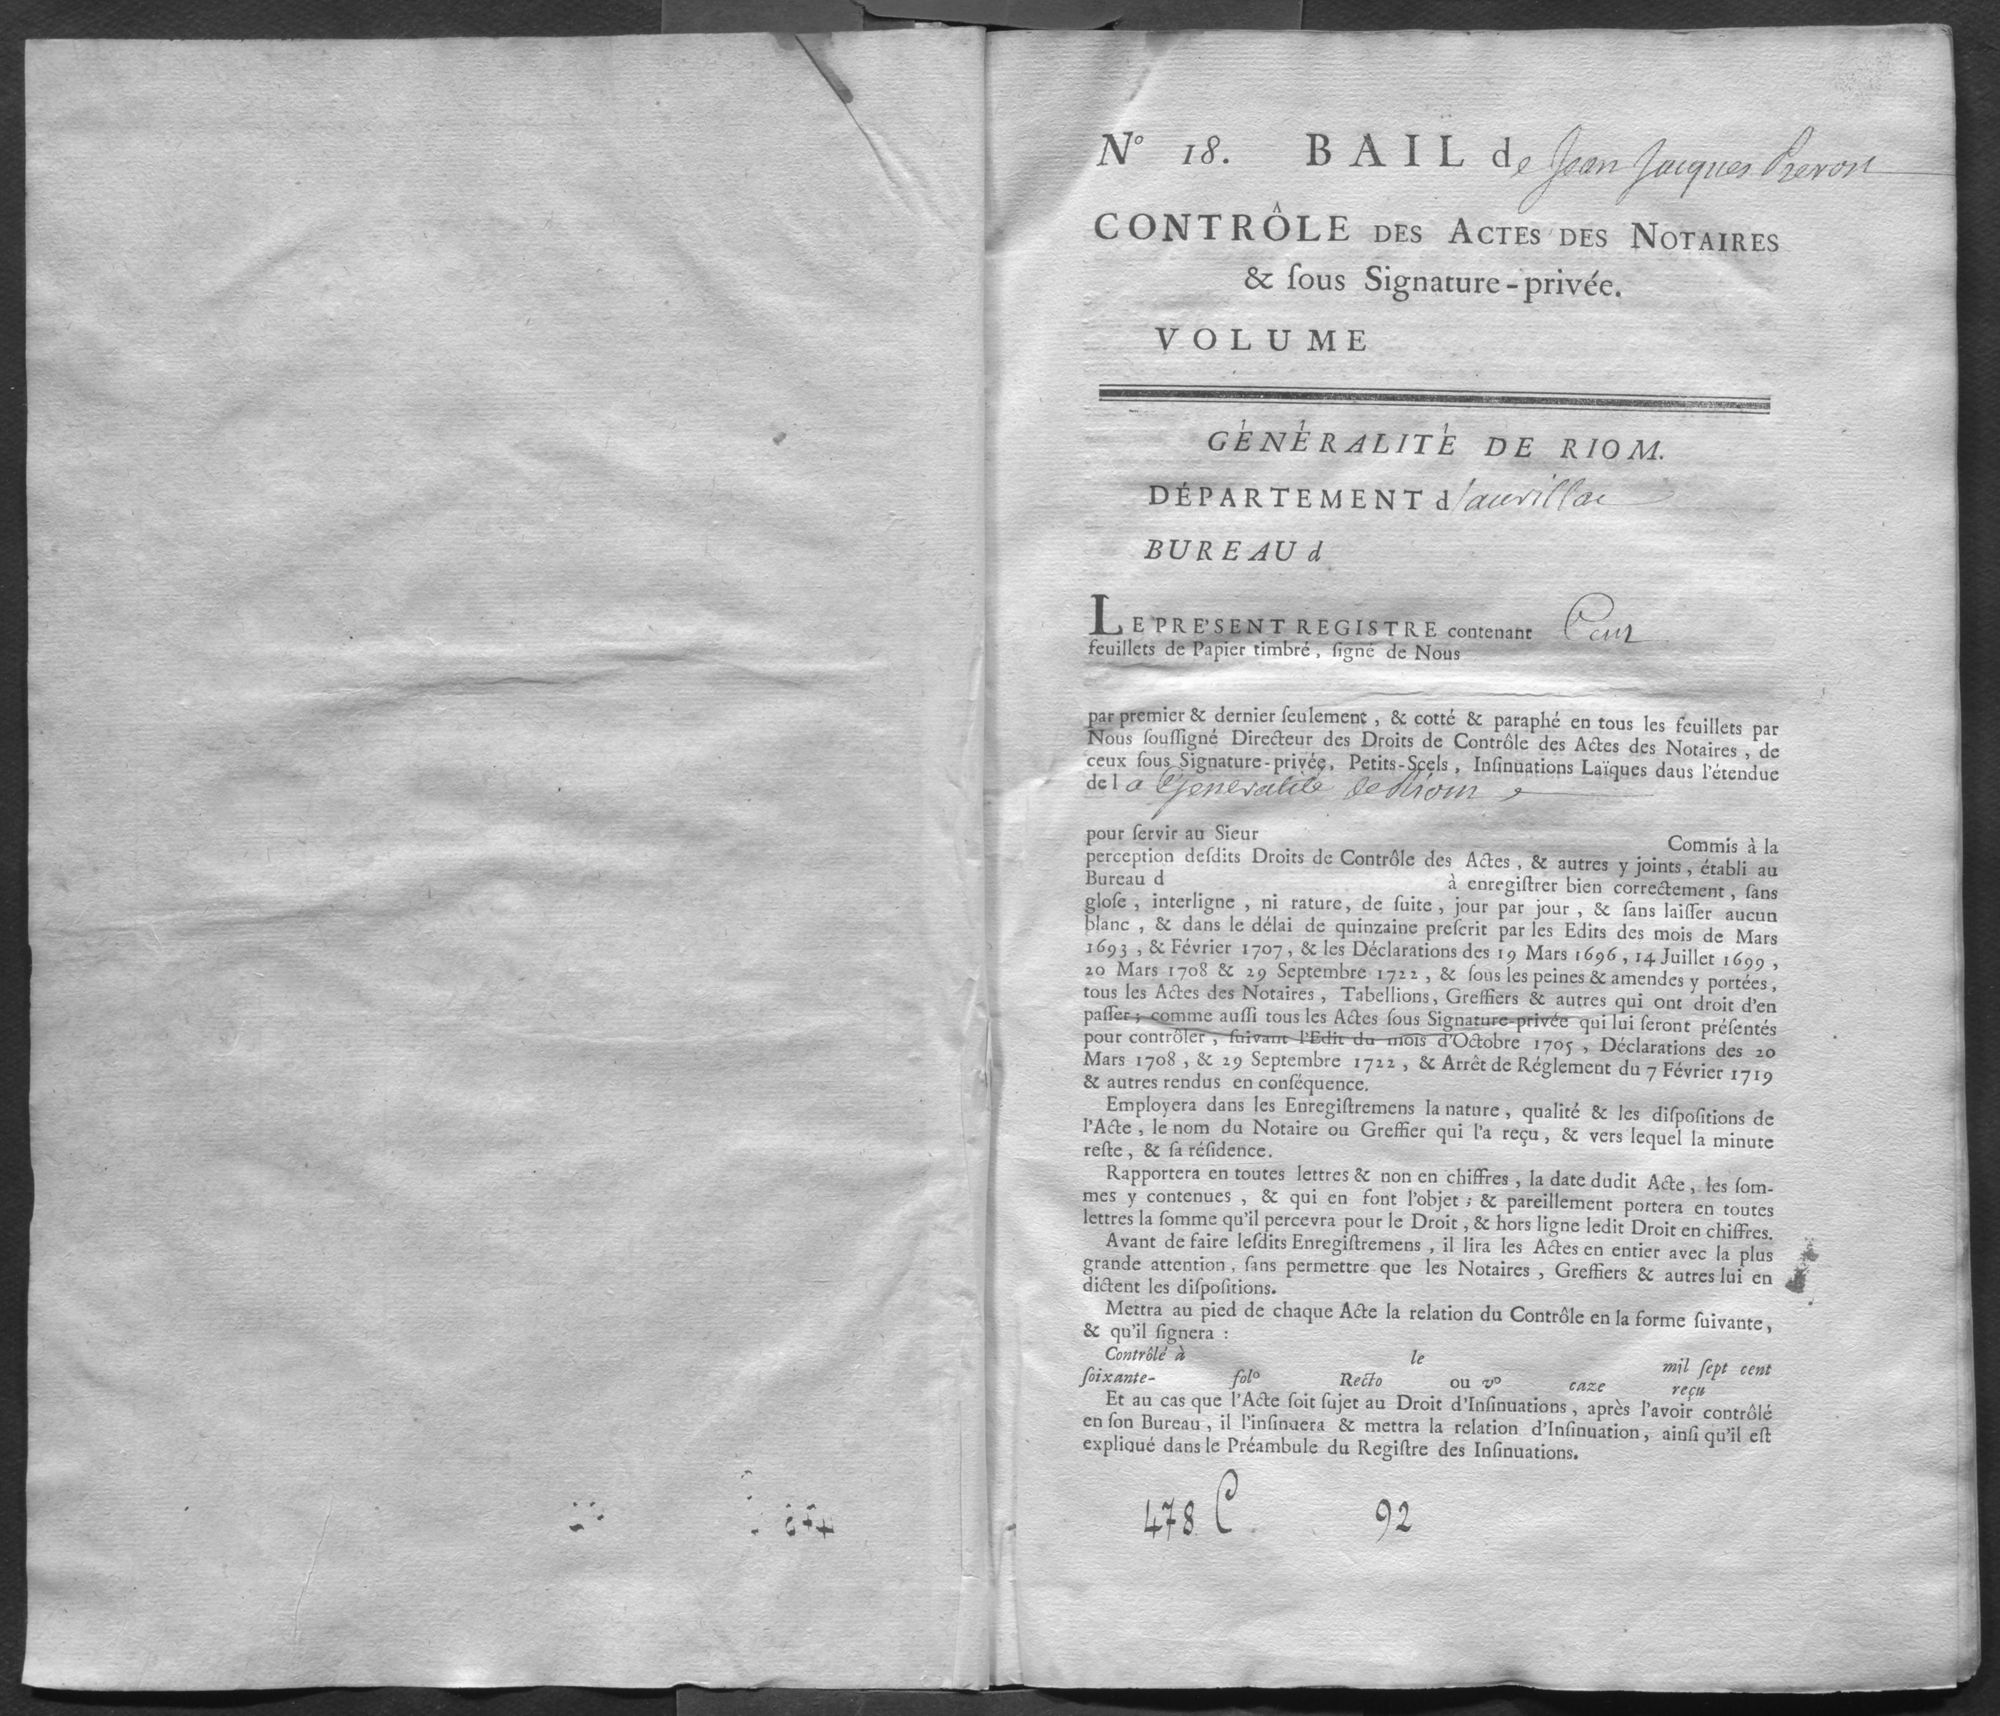 Nº 18. BAIL de Jean Jacques Prevost
CONTRÔLE DES ACTES DES NOTAIRES
& ſous Signature-privée.
VOLUME
GÉNÉRALITÉ DE RIOM.
DÉPARTEMENT d'aurillac
BUREAU d
LE PRE'SENT REGISTRE contenant Cent
feuillets de Papier timbré, ſigné de Nous
par premier & dernier ſeulement, & cotté & paraphé en tous les feuillets par
Nous ſouſſigné Directeur des Droits de Contrôle des Actes des Notaires, de
ceux ſous Signature-privée, Petits-Scels, Inſinuations Laïques daus l'étendue
de la Generalité de Riom
pour ſervir au Sieur Commis à la
perception deſdits Droits de Contrôle des Actes, & autres y joints, établi au
Bureau d à enregiſtrer bien correctement, ſans
gloſe, interligne, ni rature, de ſuite, jour par jour, & ſans laiſſer aucun
blanc, & dans le délai de quinzaine preſcrit par les Edits des mois de Mars
1693, & Février 1707, & les Déclarations des 19 Mars 1696, 14 Juillet 1699,
20 Mars 1708 & 29 Septembre 1722, & ſous les peines & amendes y portées,
tous les Actes des Notaires, Tabellions, Greffiers & autres qui ont droit d'en
paſſer; comme auſſi tous les Actes ſous Signature-privée qui lui ſeront préſentés
pour contrôler, ſuivant l'Edit du mois d'Octobre 1705, Déclarations des 20
Mars 1708, & 29 Septembre 1722, & Arrêt de Réglement du 7 Février 1719
& autres rendus en conſéquence.
Employera dans les Enregiſtremens la nature, qualité & les diſpoſitions de
l'Acte, le nom du Notaire ou Greffier qui l'a reçu, & vers lequel la minute
reſte, & ſa réſidence.
Rapportera en toutes lettres & non en chiffres, la date dudit Acte, les ſom-
mes y contenues, & qui en font l'objet; & pareillement portera en toutes
lettres la ſomme qu'il percevra pour le Droit, & hors ligne ledit Droit en chiffres.
Avant de faire leſdits Enregiſtremens, il lira les Actes en entier avec la plus
grande attention, ſans permettre que les Notaires, Greffiers & autres lui en
dictent les diſpoſitions.
Mettra au pied de chaque Acte la relation du Contrôle en la forme ſuivante,
& qu'il ſignera :
Contrôlé à le mil ſept cent
ſoixante- folº Recto ou vº caze reçu
Et au cas que l'Acte ſoit ſujet au Droit d'Inſinuations, après l'avoir contrôlé
en ſon Bureau, il l'inſinuera & mettra la relation d'Inſinuation, ainſi qu'il eſt
expliqué dans le Préambule du Regiſtre des Inſinuations.
478 C 92